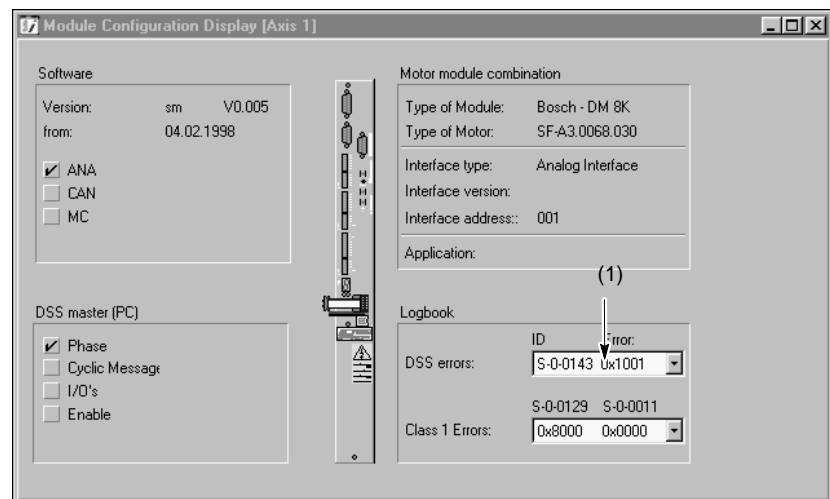 Module Configuration Display [Axis 1]
Software
Version: sm V0.005
from: 04.02.1998
ANA
CAN
MC
DSS master (PC)
Phase
Cyclic Message
I/O's
Enable
Motor module combination
Type of Module: Bosch - DM 8K
Type of Motor: SF-A3.0068.030
Interface type: Analog Interface
Interface version:
Interface address:: 001
Application:
(1)
Logbook
ID Error:
DSS errors: S-0-0143 0x1001
S-0-0129 S-0-0011
Class 1 Errors: 0x8000 0x0000